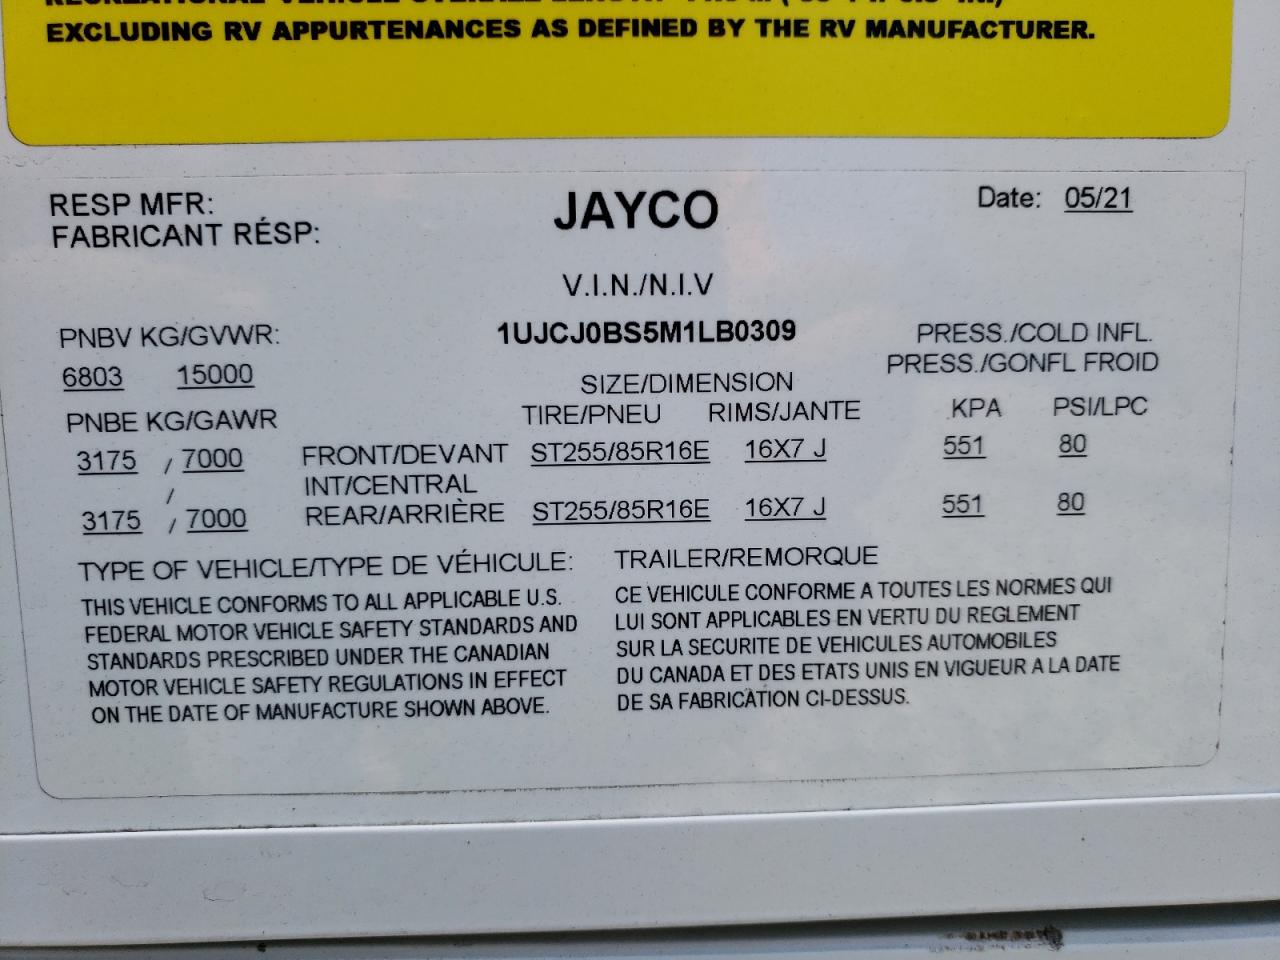 EXCLUDING RV APPURTENANCES AS DEFINED BY THE RV MANUFACTURER.
RESP MFR:
FABRICANT RÉSP:
JAYCO
Date: 05/21
V.I.N./N.I.V
1UJCJ0BS5M1LB0309
PNBV KG/GVWR:
6803 15000
PRESS./COLD INFL.
PRESS./GONFL FROID
SIZE/DIMENSION
TIRE/PNEU RIMS/JANTE KPA PSI/LPC
PNBE KG/GAWR
3175 / 7000 FRONT/DEVANT ST255/85R16E 16X7 J 551 80
/ INT/CENTRAL
3175 / 7000 REAR/ARRIÈRE ST255/85R16E 16X7 J 551 80
TYPE OF VEHICLE/TYPE DE VÉHICULE: TRAILER/REMORQUE
THIS VEHICLE CONFORMS TO ALL APPLICABLE U.S.
FEDERAL MOTOR VEHICLE SAFETY STANDARDS AND
STANDARDS PRESCRIBED UNDER THE CANADIAN
MOTOR VEHICLE SAFETY REGULATIONS IN EFFECT
ON THE DATE OF MANUFACTURE SHOWN ABOVE.
CE VEHICULE CONFORME A TOUTES LES NORMES QUI
LUI SONT APPLICABLES EN VERTU DU REGLEMENT
SUR LA SECURITE DE VEHICULES AUTOMOBILES
DU CANADA ET DES ETATS UNIS EN VIGUEUR A LA DATE
DE SA FABRICATION CI-DESSUS.